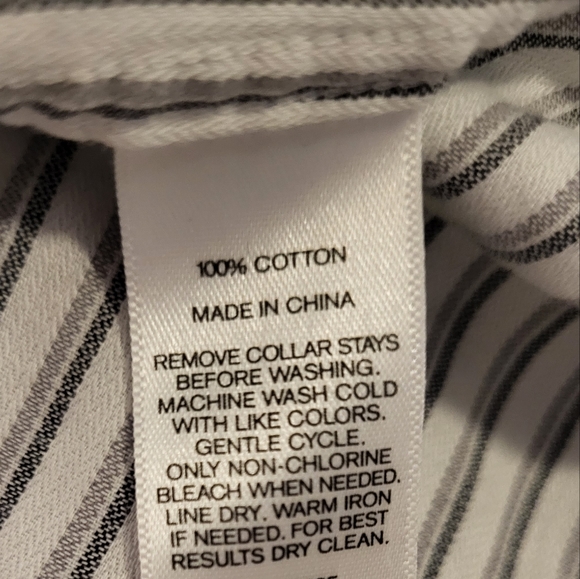 100% COTTON
MADE IN CHINA
REMOVE COLLAR STAYS
BEFORE WASHING.
MACHINE WASH COLD
WITH LIKE COLORS.
GENTLE CYCLE.
ONLY NON-CHLORINE
BLEACH WHEN NEEDED.
LINE DRY. WARM IRON
IF NEEDED. FOR BEST
RESULTS DRY CLEAN.